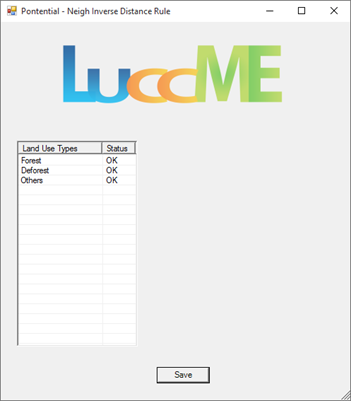 Pontential - Neigh Inverse Distance Rule
LuccME
Land Use Types Status
Forest OK
Deforest OK
Others OK
Save